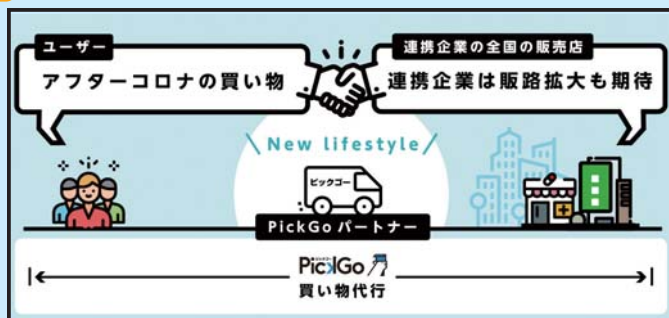 ユーザー
アフターコロナの買い物
連携企業の全国の販売店
連携企業は販路拡大も期待
New lifestyle
ピックゴー
PickGo パートナー
PickGo
買い物代行